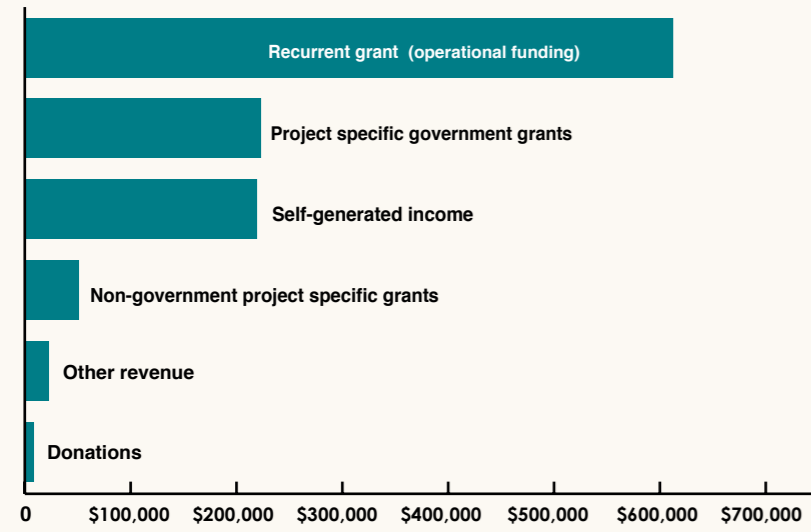 Recurrent grant (operational funding)
Project specific government grants
Self-generated income
Non-government project specific grants
Other revenue
Donations
0 $100,000 $200,000 $300,000 $400,000 $500,000 $600,000 $700,000